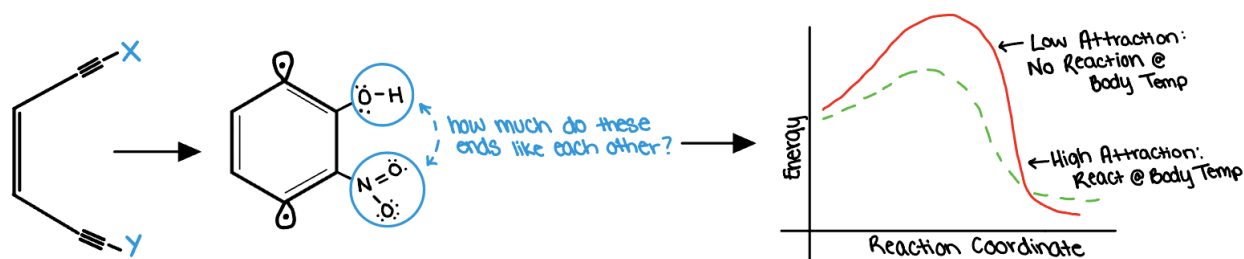 X
Y
O-H
N=O
O
how much do these
ends like each other?
Energy
Reaction Coordinate
Low Attraction:
No Reaction @
Body Temp
High Attraction:
React @ Body Temp